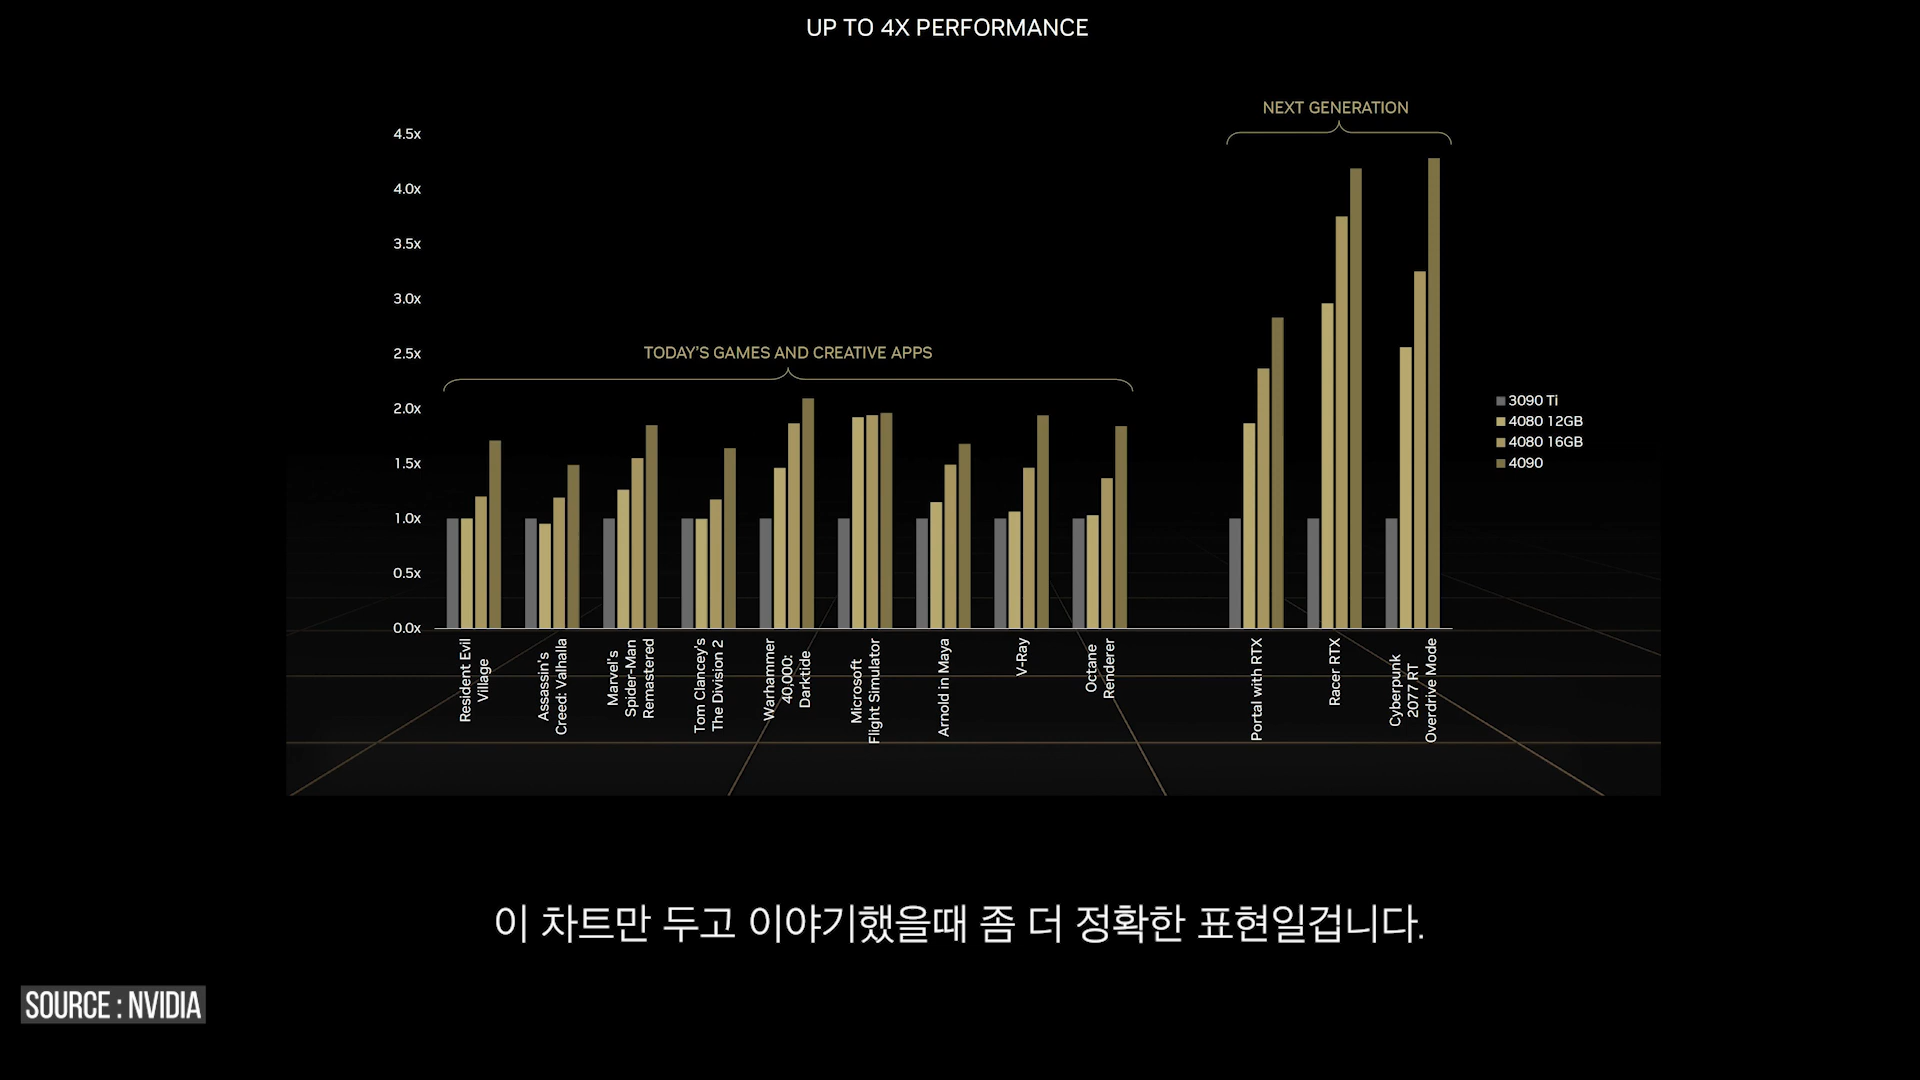 UP TO 4X PERFORMANCE
NEXT GENERATION
4.5x
4.0x
3.5x
3.0x
2.5x
2.0x
1.5x
1.0x
0.5x
0.0x
TODAY'S GAMES AND CREATIVE APPS
3090 Ti
4080 12GB
4080 16GB
4090
Resident Evil
Village
Assassin's
Creed: Valhalla
Marvel's
Spider-Man
Remastered
Tom Clancey's
The Division 2
Warhammer
40,000:
Darktide
Microsoft
Flight Simulator
Arnold in Maya
V-Ray
Octane
Renderer
Portal with RTX
Racer RTX
Cyberpunk
2077 RT
Overdrive Mode
이 차트만 두고 이야기했을때 좀 더 정확한 표현일겁니다.
SOURCE : NVIDIA